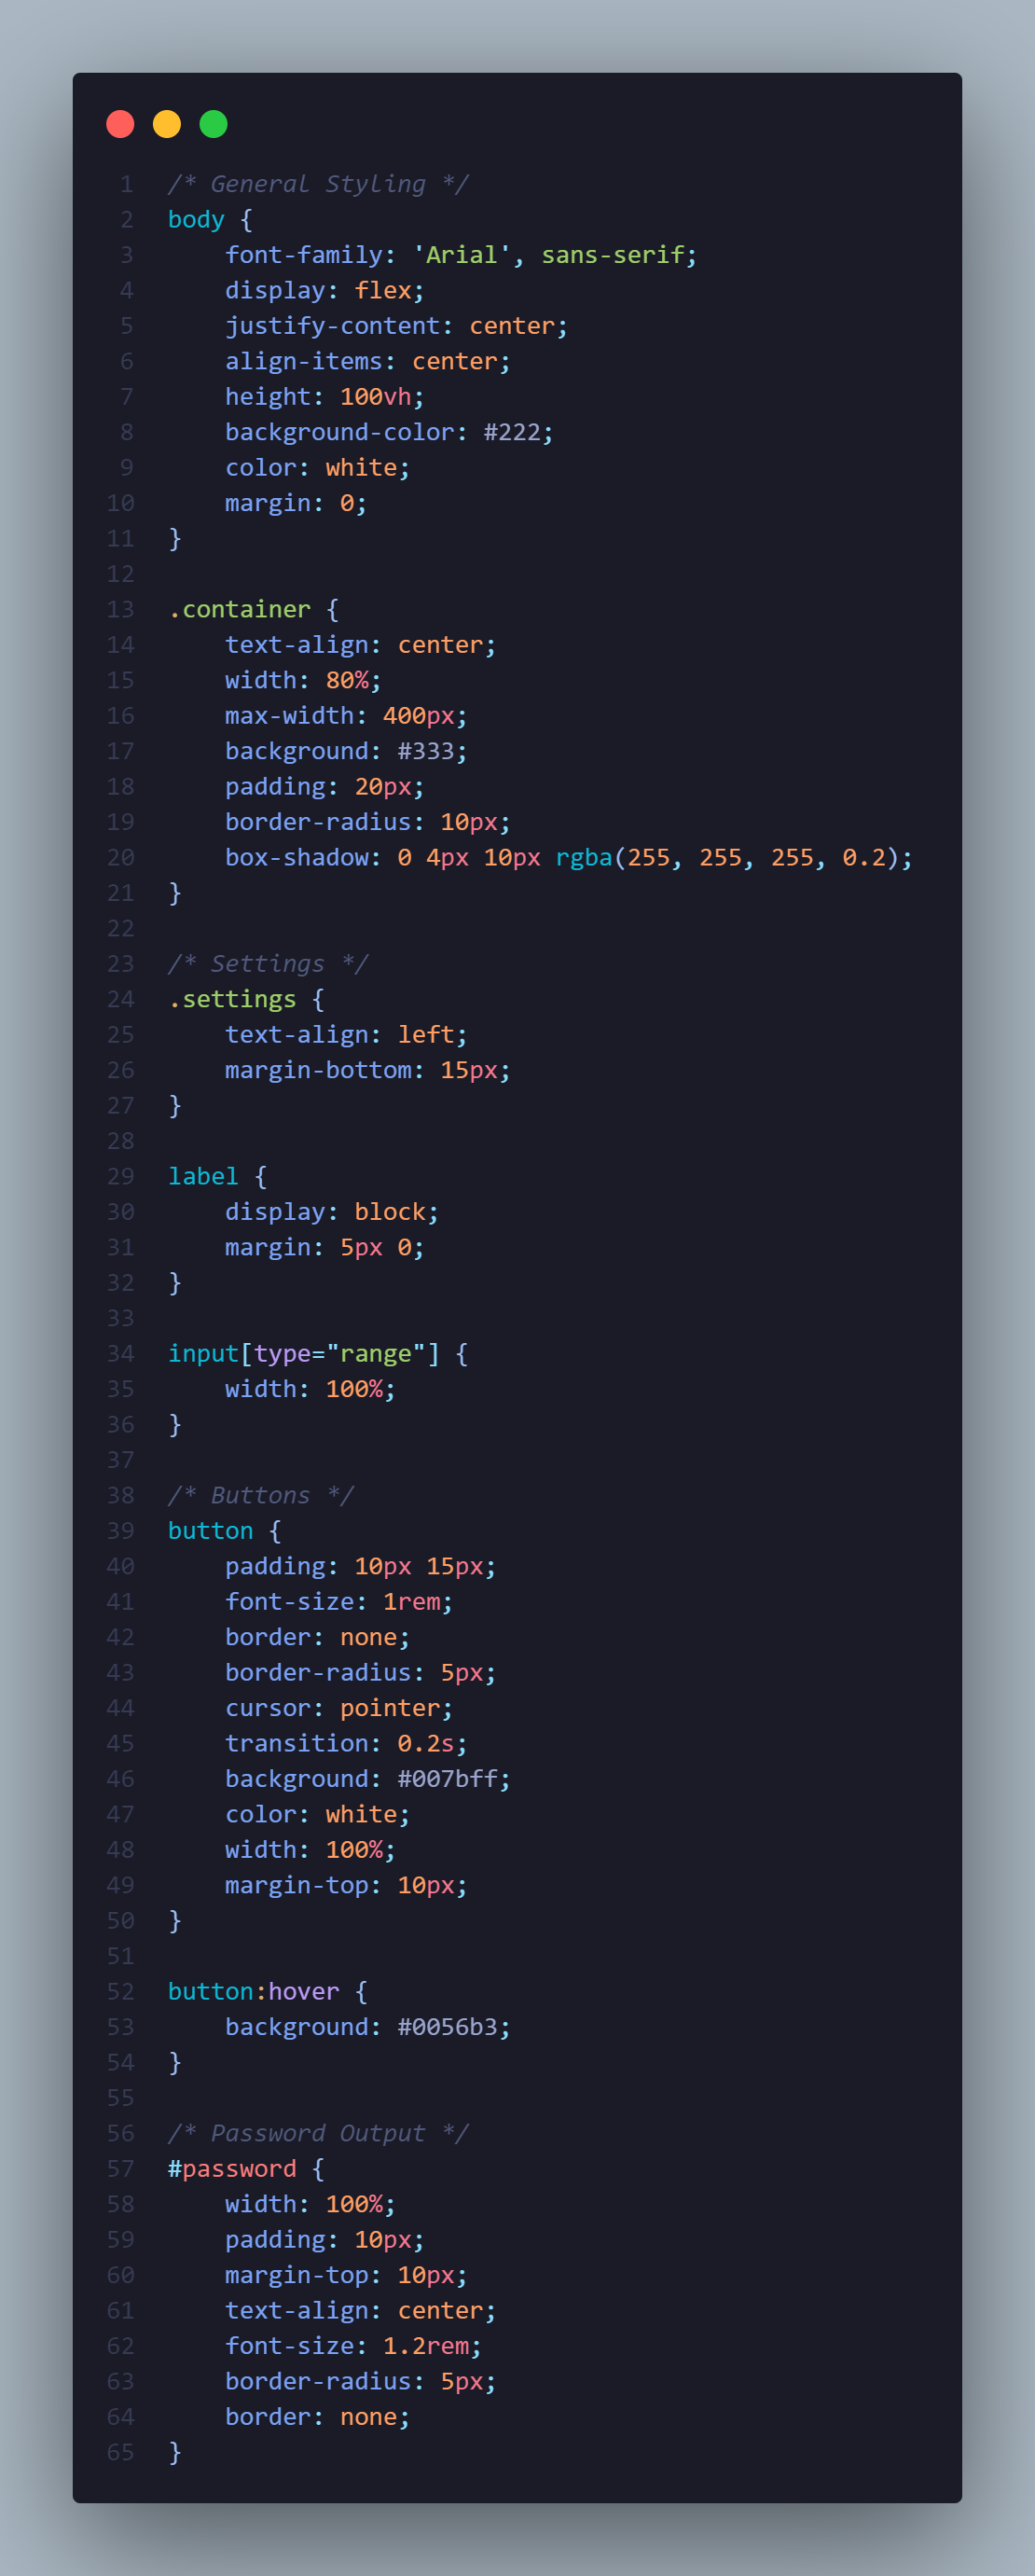 1 /* General Styling */
2 body {
3     font-family: 'Arial', sans-serif;
4     display: flex;
5     justify-content: center;
6     align-items: center;
7     height: 100vh;
8     background-color: #222;
9     color: white;
10     margin: 0;
11 }
12
13 .container {
14     text-align: center;
15     width: 80%;
16     max-width: 400px;
17     background: #333;
18     padding: 20px;
19     border-radius: 10px;
20     box-shadow: 0 4px 10px rgba(255, 255, 255, 0.2);
21 }
22
23 /* Settings */
24 .settings {
25     text-align: left;
26     margin-bottom: 15px;
27 }
28
29 label {
30     display: block;
31     margin: 5px 0;
32 }
33
34 input[type="range"] {
35     width: 100%;
36 }
37
38 /* Buttons */
39 button {
40     padding: 10px 15px;
41     font-size: 1rem;
42     border: none;
43     border-radius: 5px;
44     cursor: pointer;
45     transition: 0.2s;
46     background: #007bff;
47     color: white;
48     width: 100%;
49     margin-top: 10px;
50 }
51
52 button:hover {
53     background: #0056b3;
54 }
55
56 /* Password Output */
57 #password {
58     width: 100%;
59     padding: 10px;
60     margin-top: 10px;
61     text-align: center;
62     font-size: 1.2rem;
63     border-radius: 5px;
64     border: none;
65 }